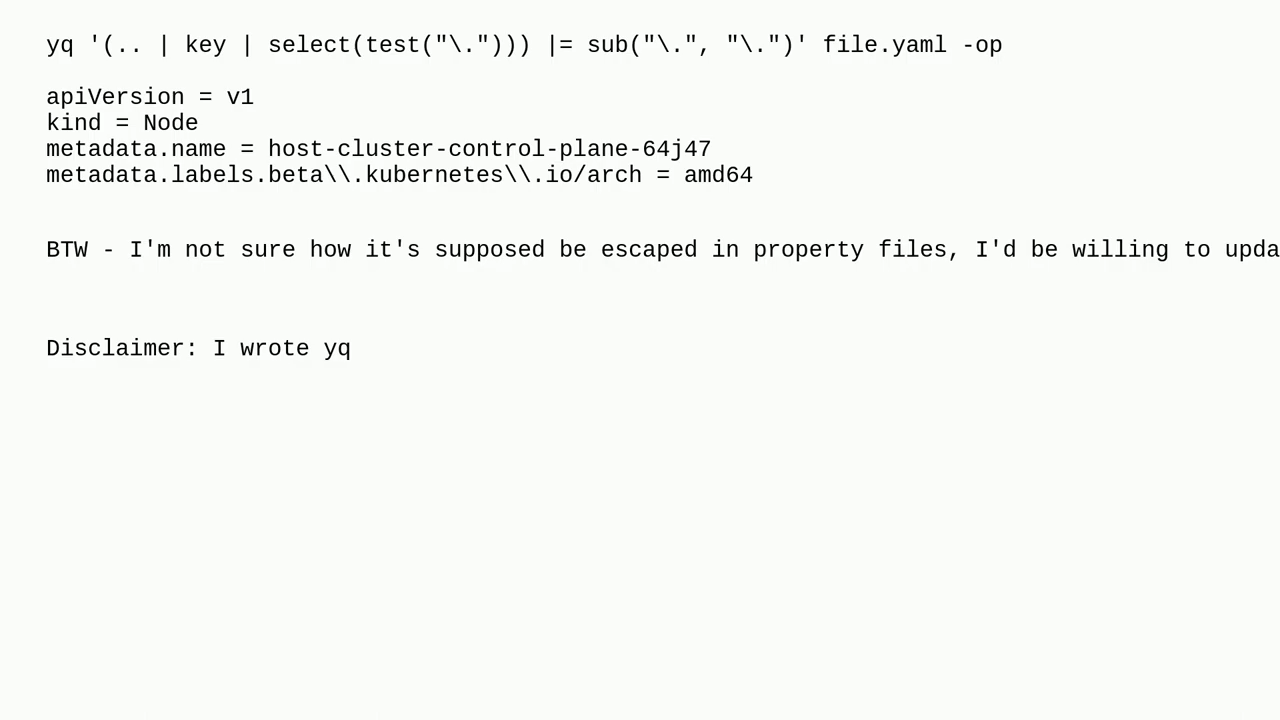 yq '(.. | key | select(test("\."))) |= sub("\.", "\.")' file.yaml -op
apiVersion = v1
kind = Node
metadata.name = host-cluster-control-plane-64j47
metadata.labels.beta\\.kubernetes\\.io/arch = amd64
BTW - I'm not sure how it's supposed be escaped in property files, I'd be willing to upda
Disclaimer: I wrote yq